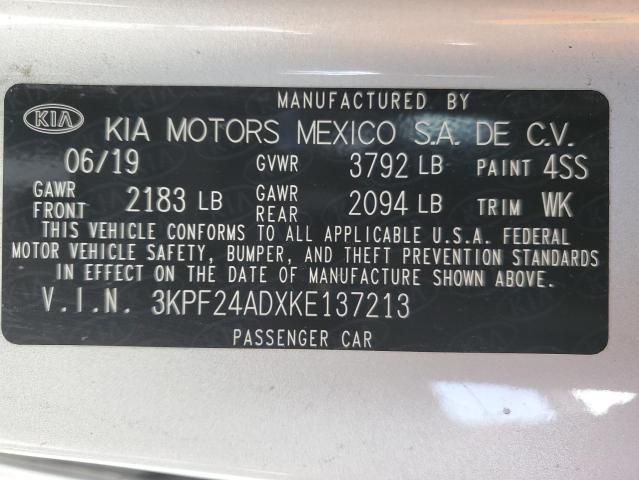 MANUFACTURED BY
KIA KIA MOTORS MEXICO S.A. DE C.V.
06/19 GVWR 3792 LB PAINT 4SS
GAWR FRONT 2183 LB GAWR REAR 2094 LB TRIM WK
THIS VEHICLE CONFORMS TO ALL APPLICABLE U.S.A. FEDERAL
MOTOR VEHICLE SAFETY, BUMPER, AND THEFT PREVENTION STANDARDS
IN EFFECT ON THE DATE OF MANUFACTURE SHOWN ABOVE.
V.I.N. 3KPF24ADXKE137213
PASSENGER CAR